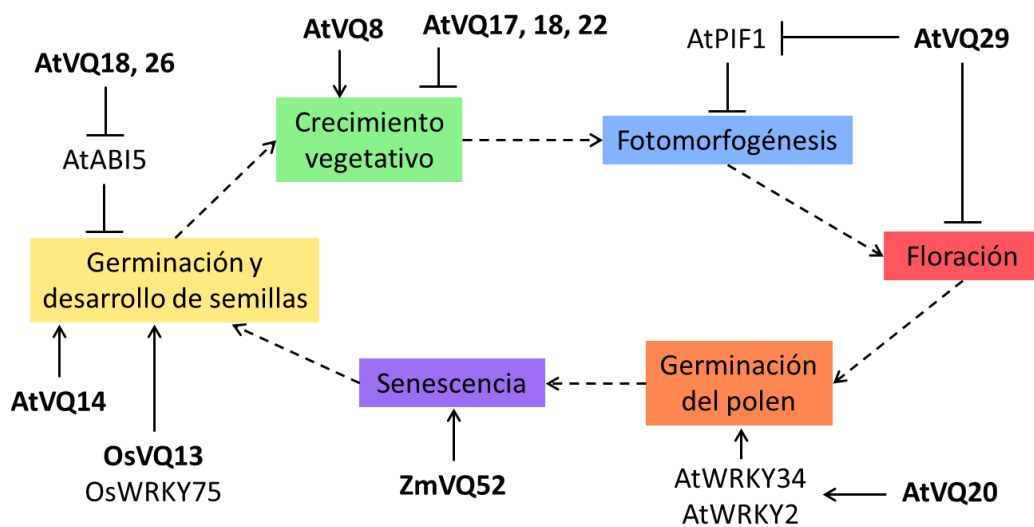 AtVQ8
AtVQ17, 18, 22
AtPIF1
AtVQ29
AtVQ18, 26
AtABI5
Crecimiento
vegetativo
Fotomorfogénesis
Floración
Germinación y
desarrollo de semillas
Senescencia
Germinación
del polen
AtVQ14
OsVQ13
OsWRKY75
ZmVQ52
AtWRKY34
AtWRKY2
AtVQ20